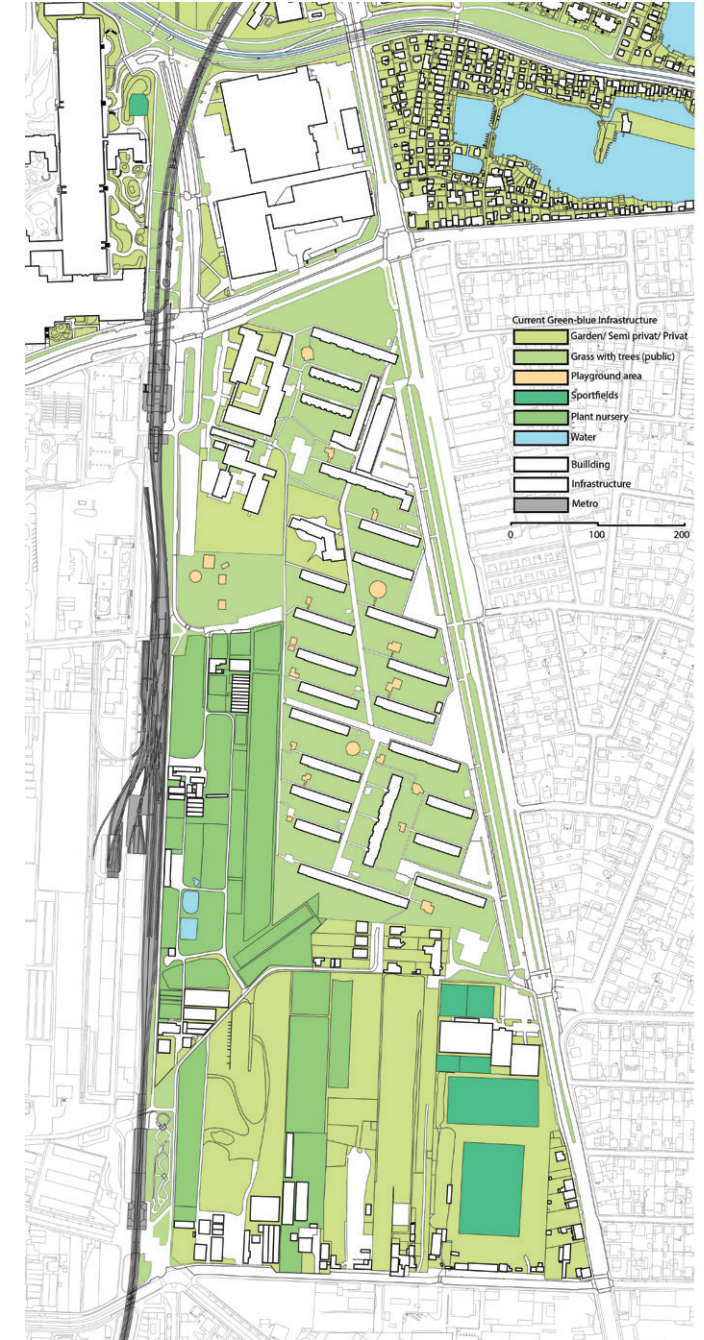 Current Green-blue Infrastructure
Garden/ Semi privat/ Privat
Grass with trees (public)
Playground area
Sportfields
Plant nursery
Water
Buillding
Infrastructure
Metro
0 100 200